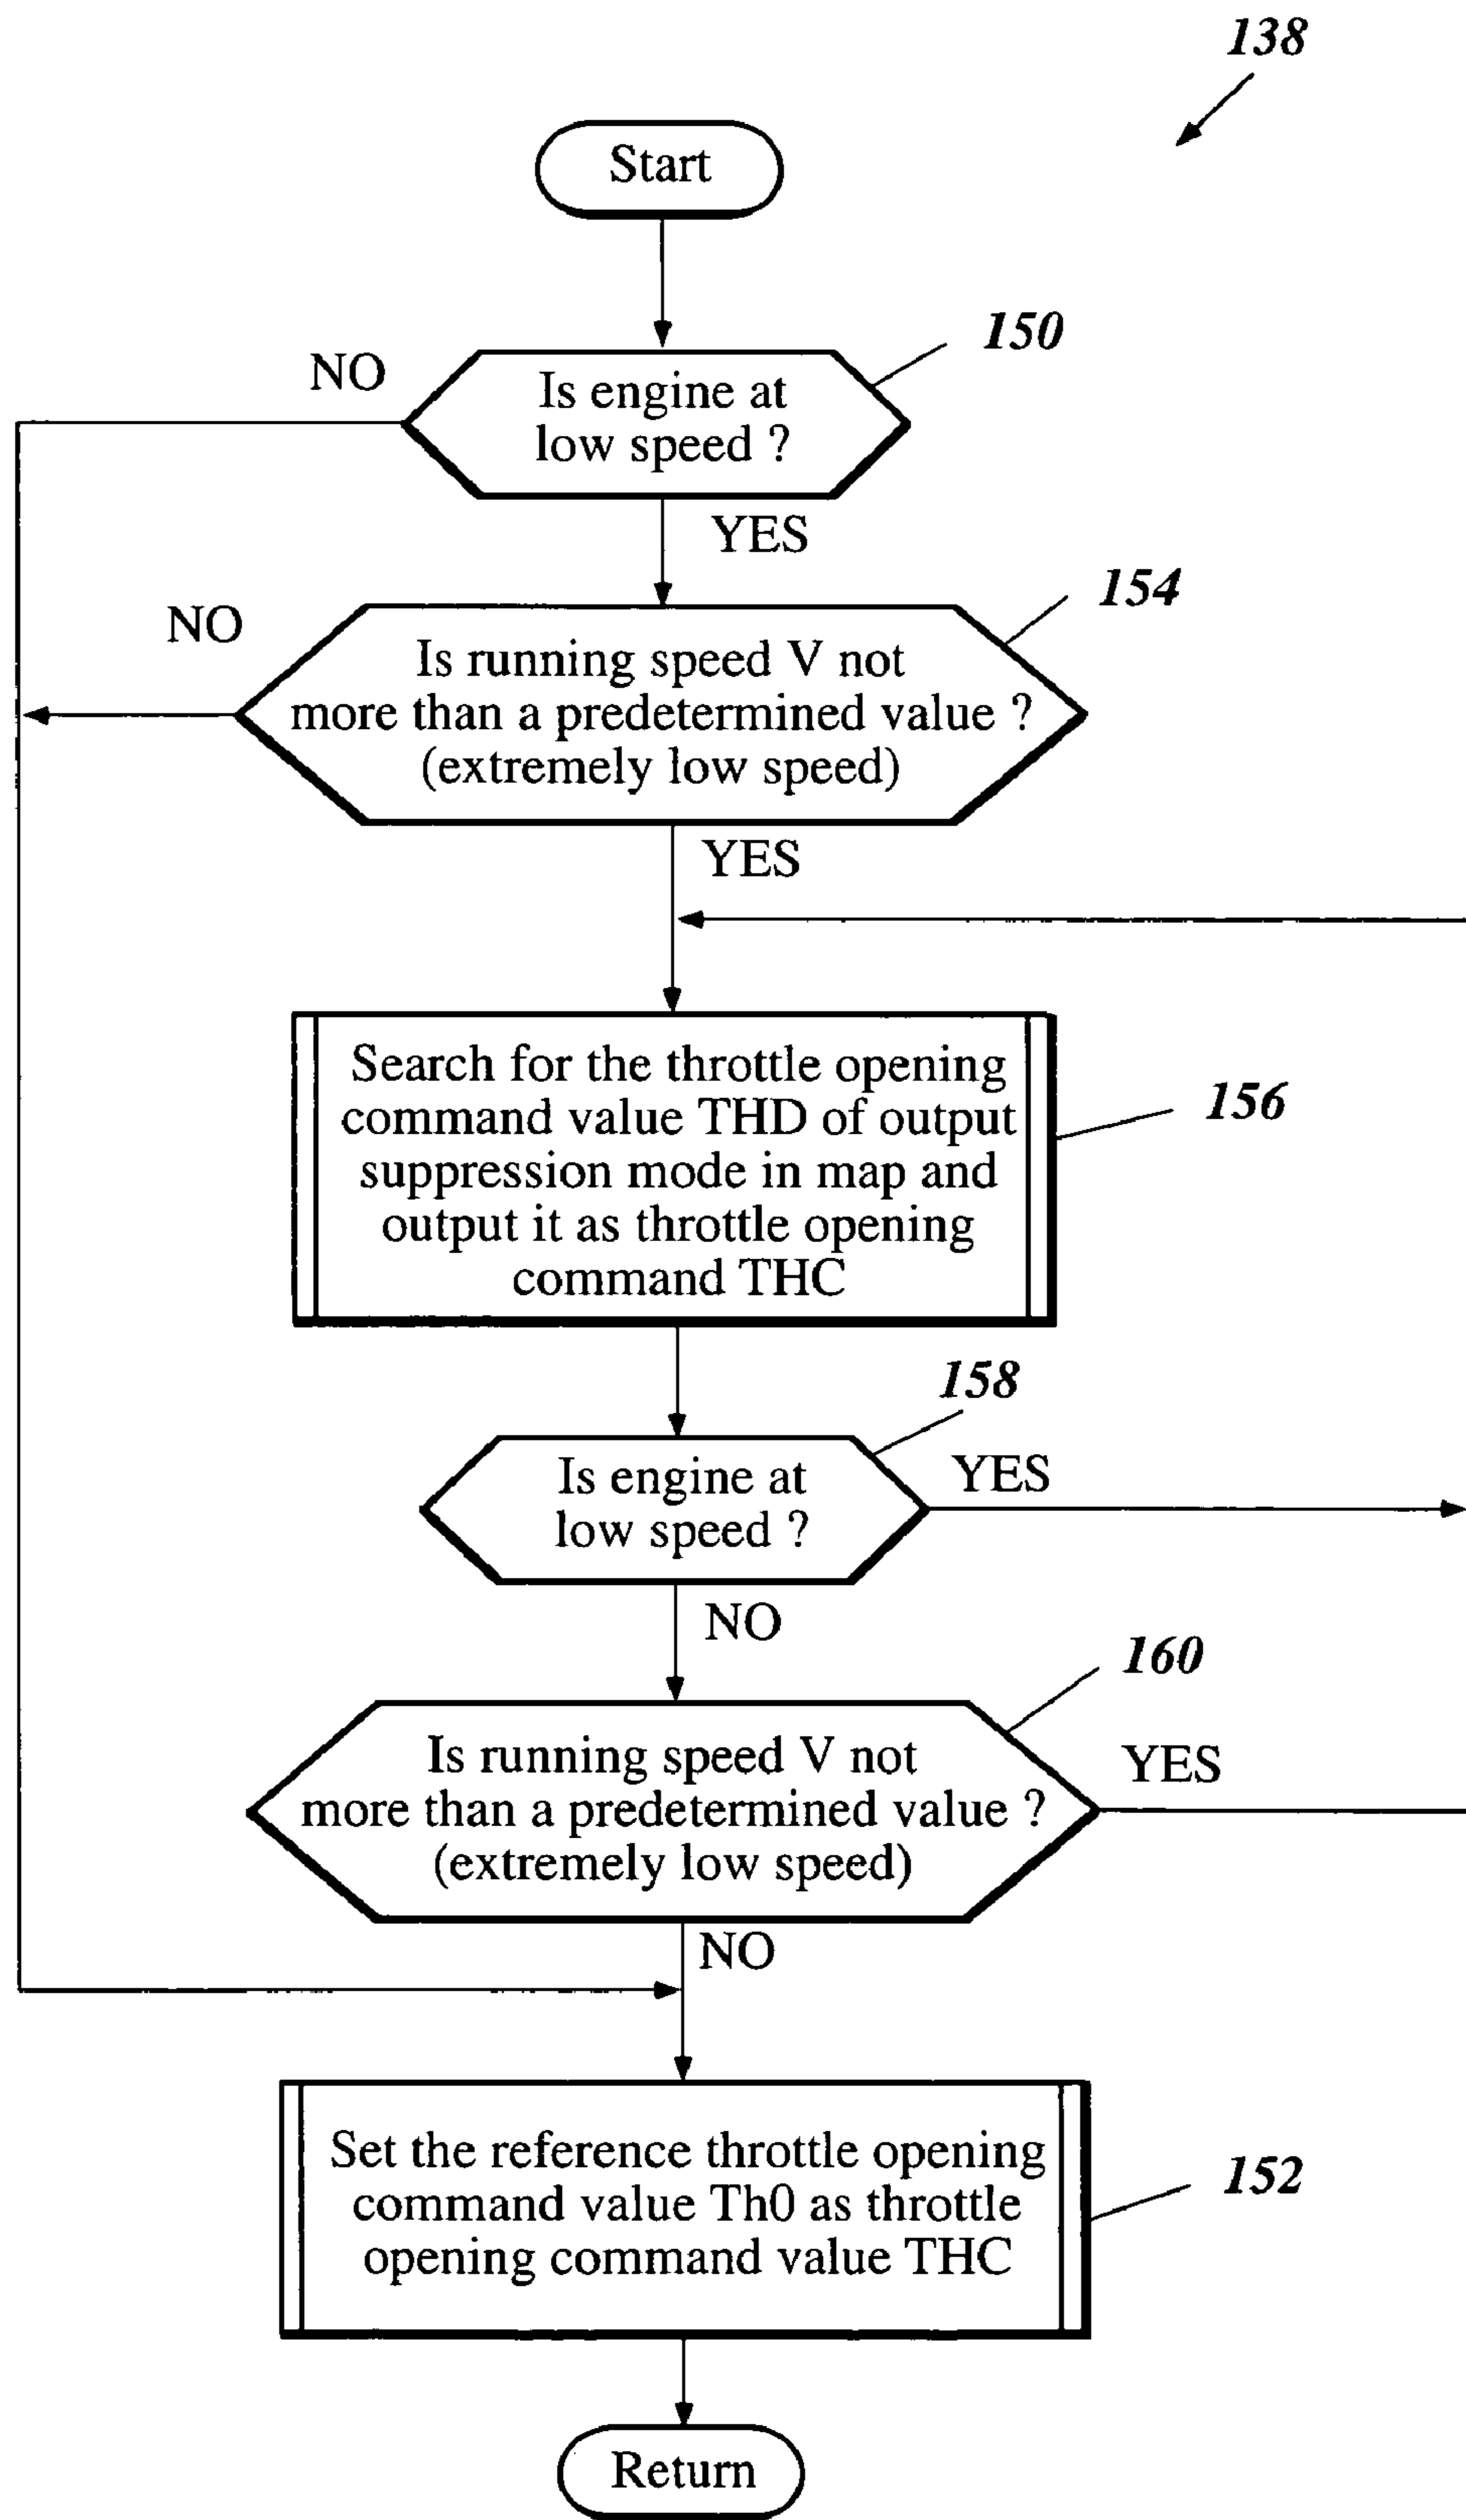 138
Start
150
NO
Is engine at
low speed ?
YES
154
NO
Is running speed V not
more than a predetermined value ?
(extremely low speed)
YES
Search for the throttle opening
command value THD of output
suppression mode in map and
output it as throttle opening
command THC
156
158
Is engine at
low speed ?
YES
NO
160
Is running speed V not
more than a predetermined value ?
(extremely low speed)
YES
NO
Set the reference throttle opening
command value Th0 as throttle
opening command value THC
152
Return